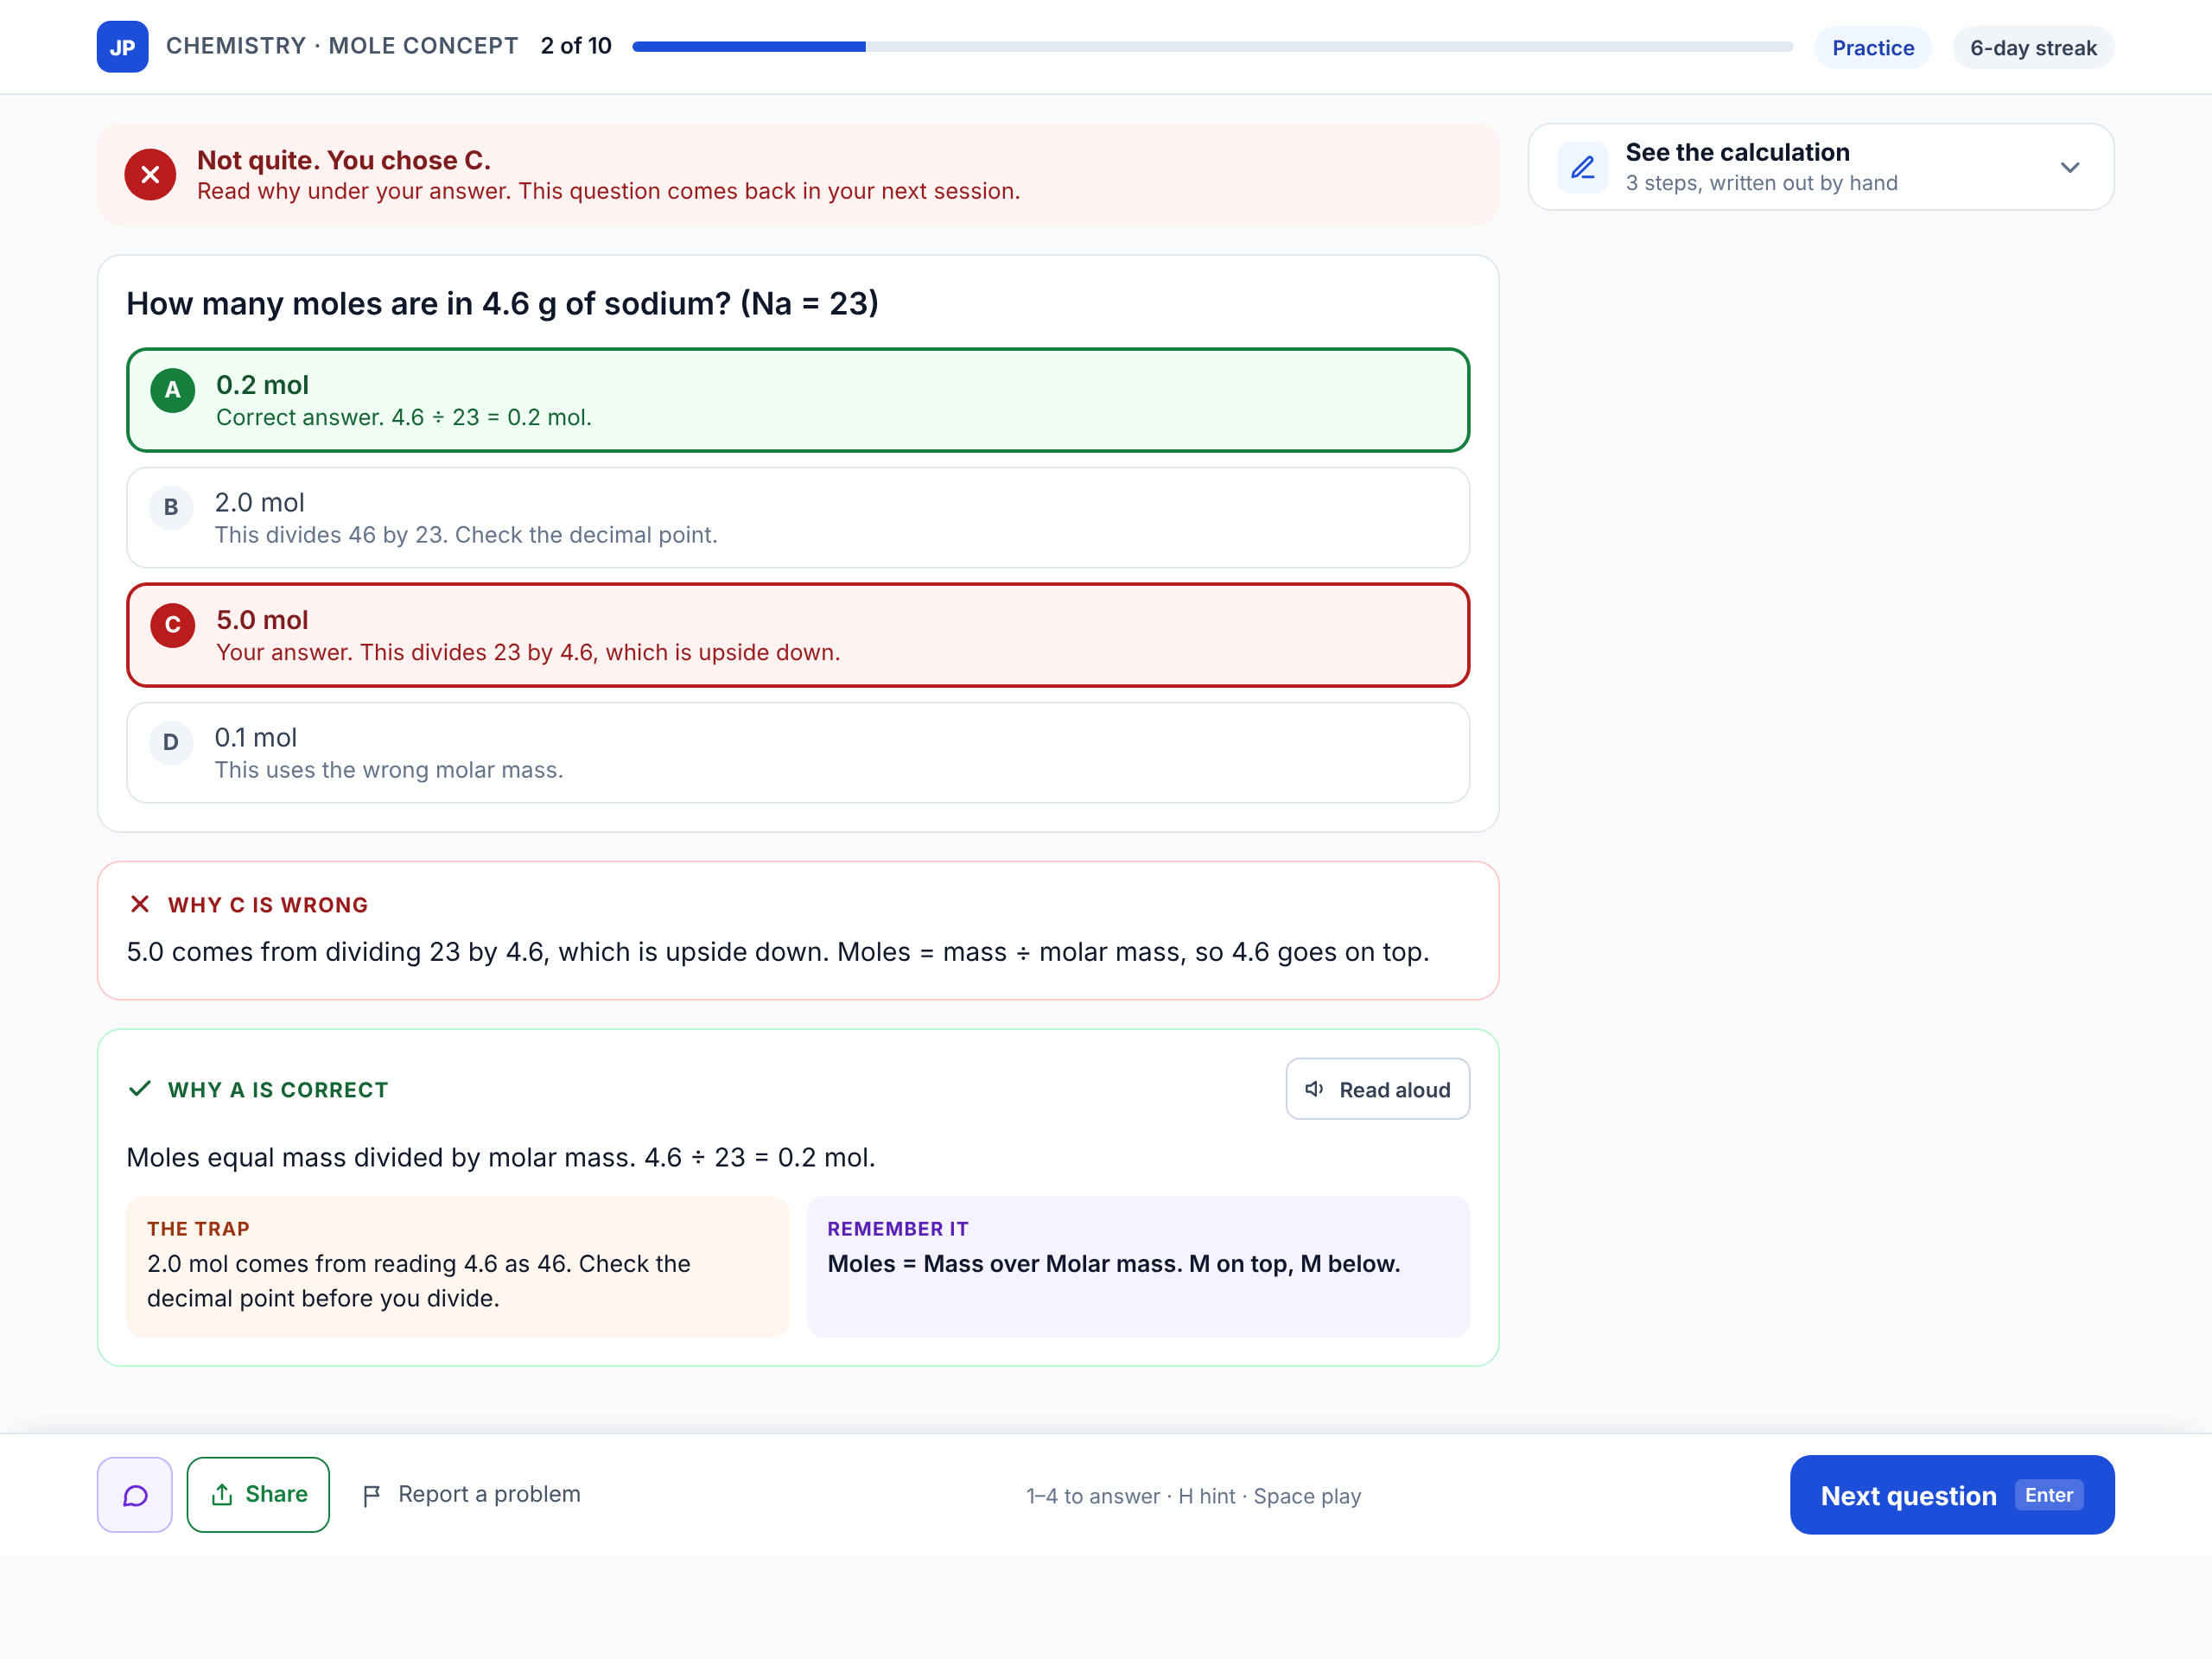 JP
CHEMISTRY · MOLE CONCEPT 2 of 10
Practice
6-day streak
Not quite. You chose C.
Read why under your answer. This question comes back in your next session.
See the calculation
3 steps, written out by hand
How many moles are in 4.6 g of sodium? (Na = 23)
A
0.2 mol
Correct answer. 4.6 ÷ 23 = 0.2 mol.
B
2.0 mol
This divides 46 by 23. Check the decimal point.
C
5.0 mol
Your answer. This divides 23 by 4.6, which is upside down.
D
0.1 mol
This uses the wrong molar mass.
WHY C IS WRONG
5.0 comes from dividing 23 by 4.6, which is upside down. Moles = mass ÷ molar mass, so 4.6 goes on top.
WHY A IS CORRECT
Read aloud
Moles equal mass divided by molar mass. 4.6 ÷ 23 = 0.2 mol.
THE TRAP
2.0 mol comes from reading 4.6 as 46. Check the
decimal point before you divide.
REMEMBER IT
Moles = Mass over Molar mass. M on top, M below.
Share
Report a problem
1–4 to answer · H hint · Space play
Next question Enter